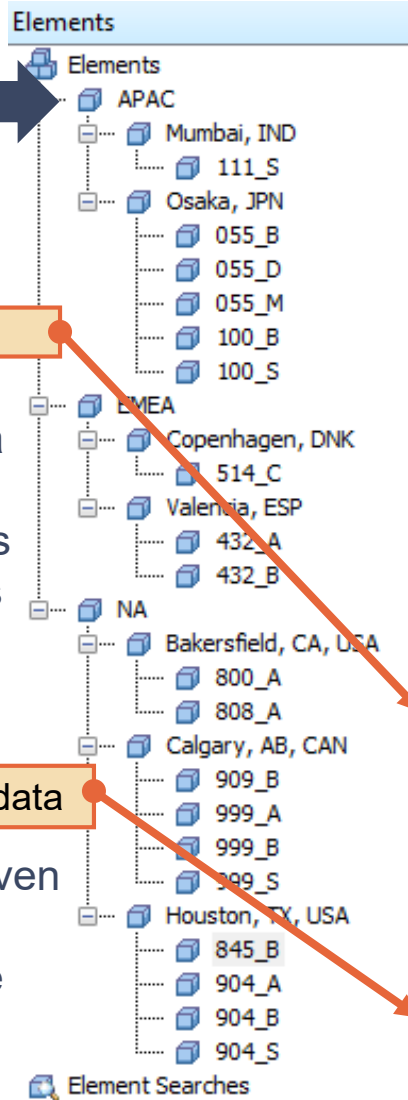 Elements
Elements
APAC
Mumbai, IND
111_S
Osaka, JPN
055_B
055_D
055_M
100_B
100_S
EMEA
Copenhagen, DNK
514_C
s
Valencia, ESP
432_A
432_B
NA
Bakersfield, CA, USA
800_A
808_A
Calgary, AB, CAN
909_B
data
999_A
999_B
ven
999_S
Houston, TX, USA
845_B
e
904_A
904_B
904_S
Element Searches